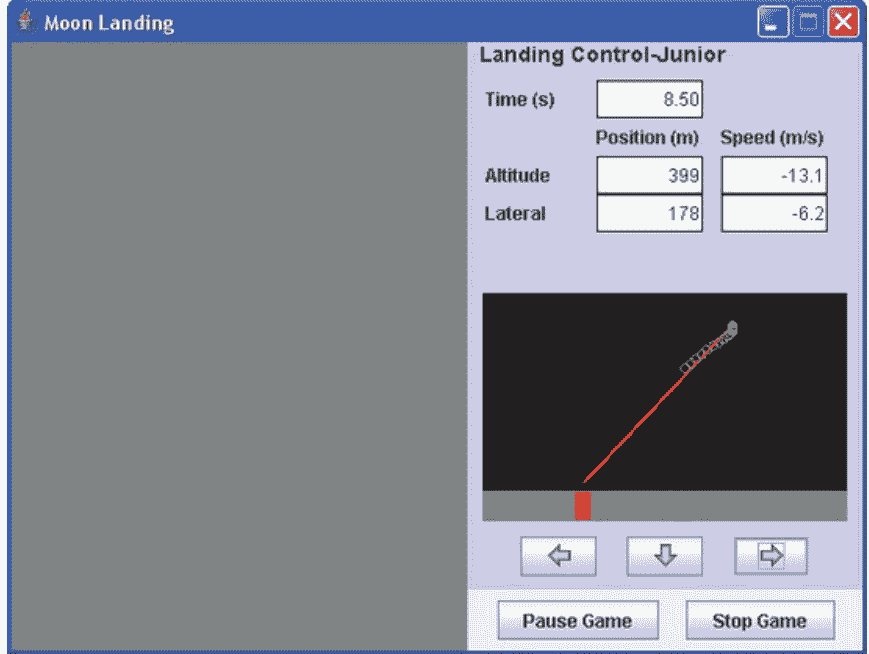 Moon Landing
Landing Control-Junior
Time (s) 8.50
Position (m) Speed (m/s)
Altitude 399 -13.1
Lateral 178 -6.2
Pause Game Stop Game